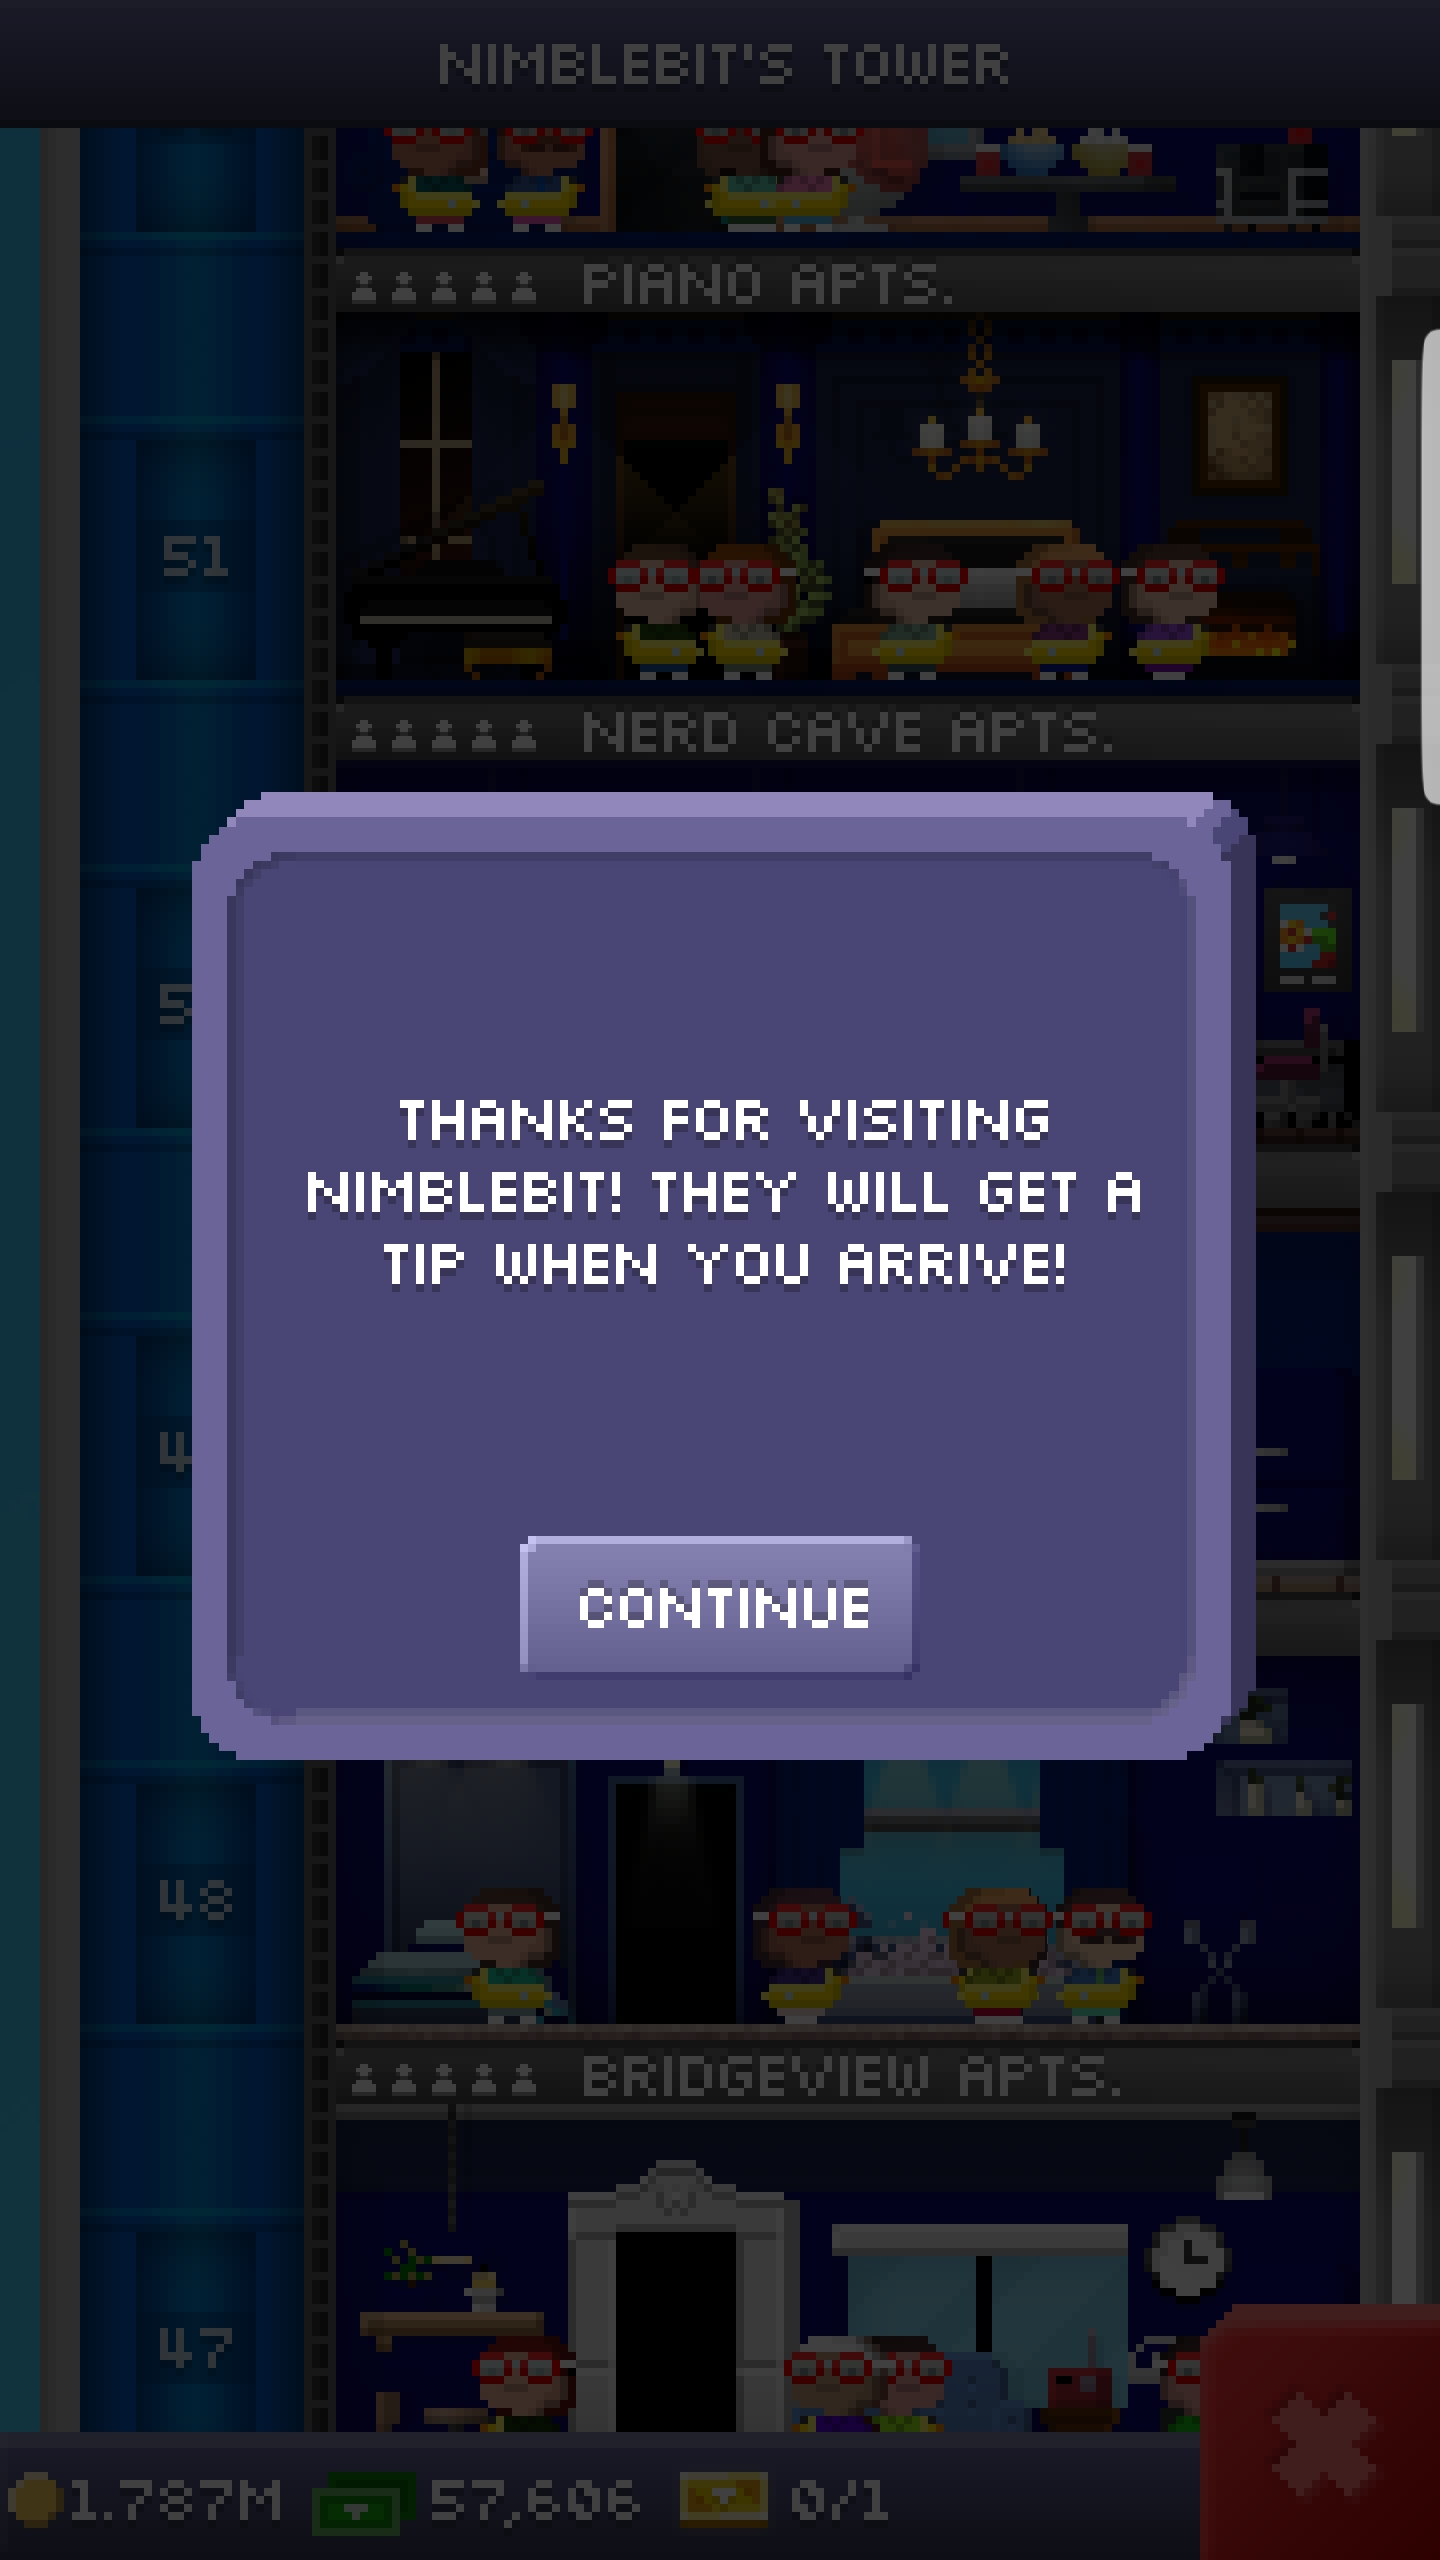 NIMBLEBIT'S TOWER
PIANO APTS.
51
NERD CAVE APTS.
THANKS FOR VISITING
NIMBLEBIT! THEY WILL GET A
TIP WHEN YOU ARRIVE!
CONTINUE
48
BRIDGEVIEW APTS.
47
1.787M 57,606 0/1